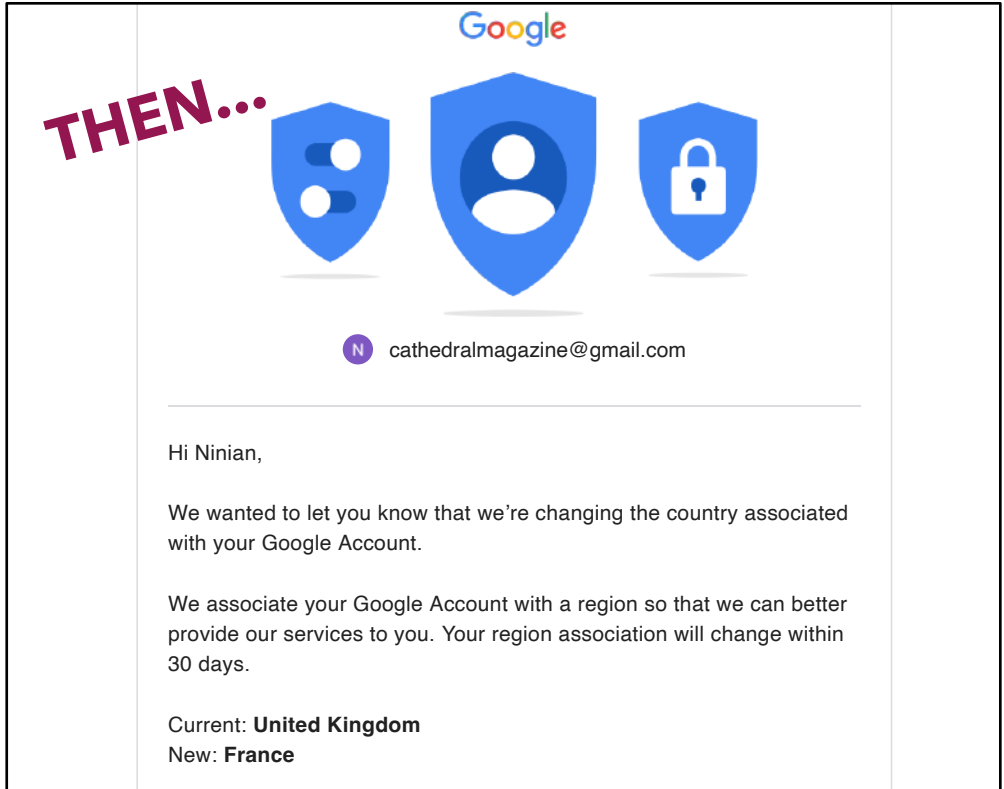 Google
THEN...
N cathedralmagazine@gmail.com
Hi Ninian,
We wanted to let you know that we’re changing the country associated
with your Google Account.
We associate your Google Account with a region so that we can better
provide our services to you. Your region association will change within
30 days.
Current: United Kingdom
New: France